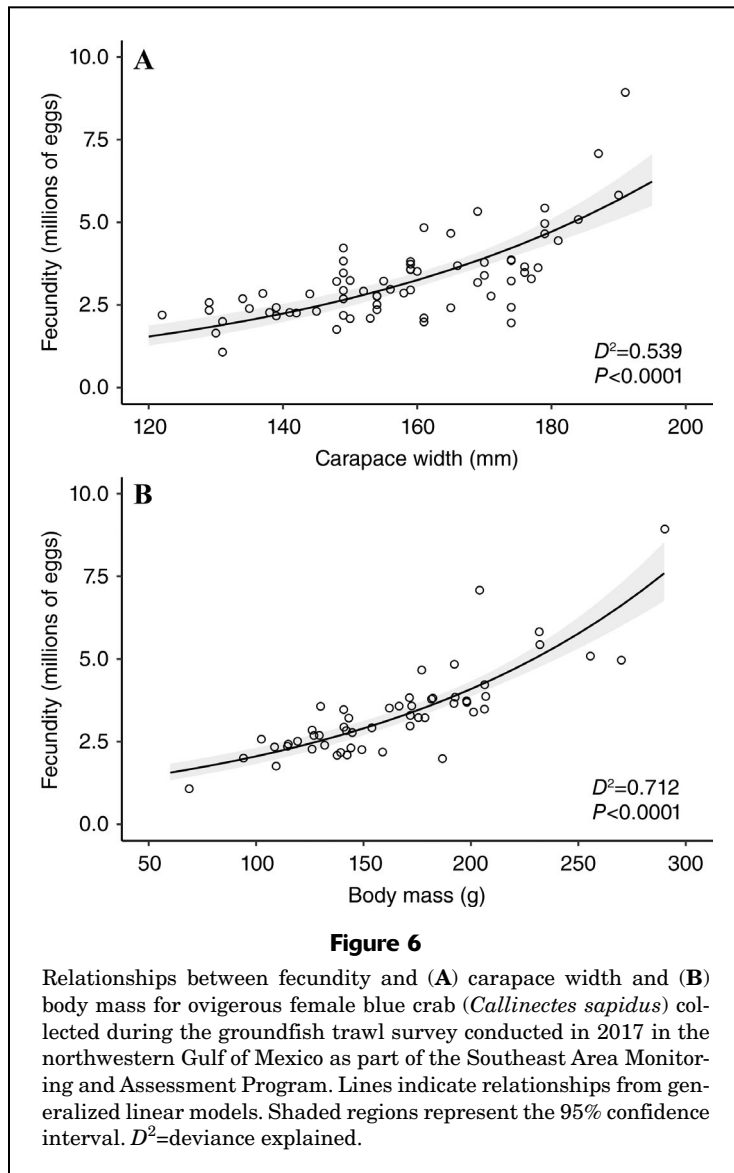 A
10.0
7.5
5.0
2.5
0.0
Fecundity (millions of eggs)
D²=0.539
P<0.0001
120 140 160 180 200
Carapace width (mm)
B
10.0
7.5
5.0
2.5
0.0
Fecundity (millions of eggs)
D²=0.712
P<0.0001
50 100 150 200 250 300
Body mass (g)
Figure 6
Relationships between fecundity and (A) carapace width and (B)
body mass for ovigerous female blue crab (Callinectes sapidus) col-
lected during the groundfish trawl survey conducted in 2017 in the
northwestern Gulf of Mexico as part of the Southeast Area Monitor-
ing and Assessment Program. Lines indicate relationships from gen-
eralized linear models. Shaded regions represent the 95% confidence
interval. D²=deviance explained.